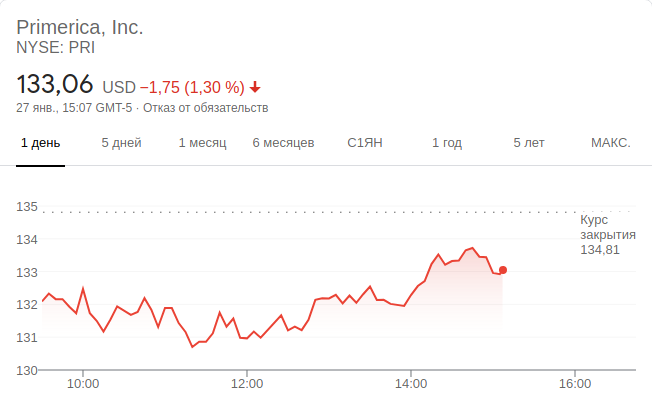 Primerica, Inc.
NYSE: PRI
133,06 USD −1,75 (1,30 %)
27 янв., 15:07 GMT-5 · Отказ от обязательств
1 день 5 дней 1 месяц 6 месяцев С1ЯН 1 год 5 лет МАКС.
135
Курс
закрытия
134,81
134
133
132
131
130
10:00 12:00 14:00 16:00